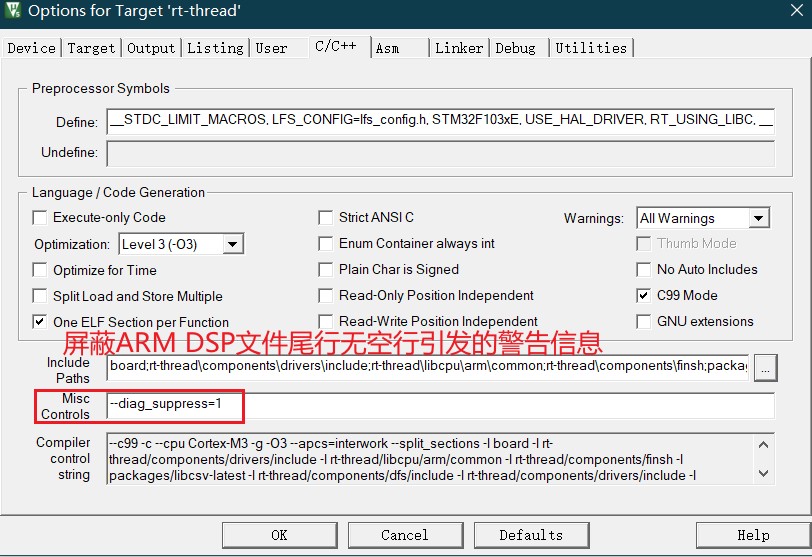 Options for Target 'rt-thread'
Device Target Output Listing User C/C++ Asm Linker Debug Utilities
Preprocessor Symbols
Define: __STDC_LIMIT_MACROS, LFS_CONFIG=lfs_config.h, STM32F103xE, USE_HAL_DRIVER, RT_USING_LIBC, __
Undefine:
Language / Code Generation
Execute-only Code Strict ANSI C Warnings: All Warnings
Optimization: Level 3 (-O3) Enum Container always int Thumb Mode
Optimize for Time Plain Char is Signed No Auto Includes
Split Load and Store Multiple Read-Only Position Independent C99 Mode
One ELF Section per Function Read-Write Position Independent GNU extensions
屏蔽ARM DSP文件尾行无空行引发的警告信息
Include Paths board;rt-thread\components\drivers\include;rt-thread\libcpu\arm\common;rt-thread\components\finsh;packag ...
Misc Controls --diag_suppress=1
Compiler control string --c99 -c --cpu Cortex-M3 -g -O3 --apcs=interwork --split_sections -I board -I rt-
thread/components/drivers/include -I rt-thread/libcpu/arm/common -I rt-thread/components/finsh -I
packages/libcsv-latest -I rt-thread/components/dfs/include -I rt-thread/components/drivers/include -I
OK Cancel Defaults Help